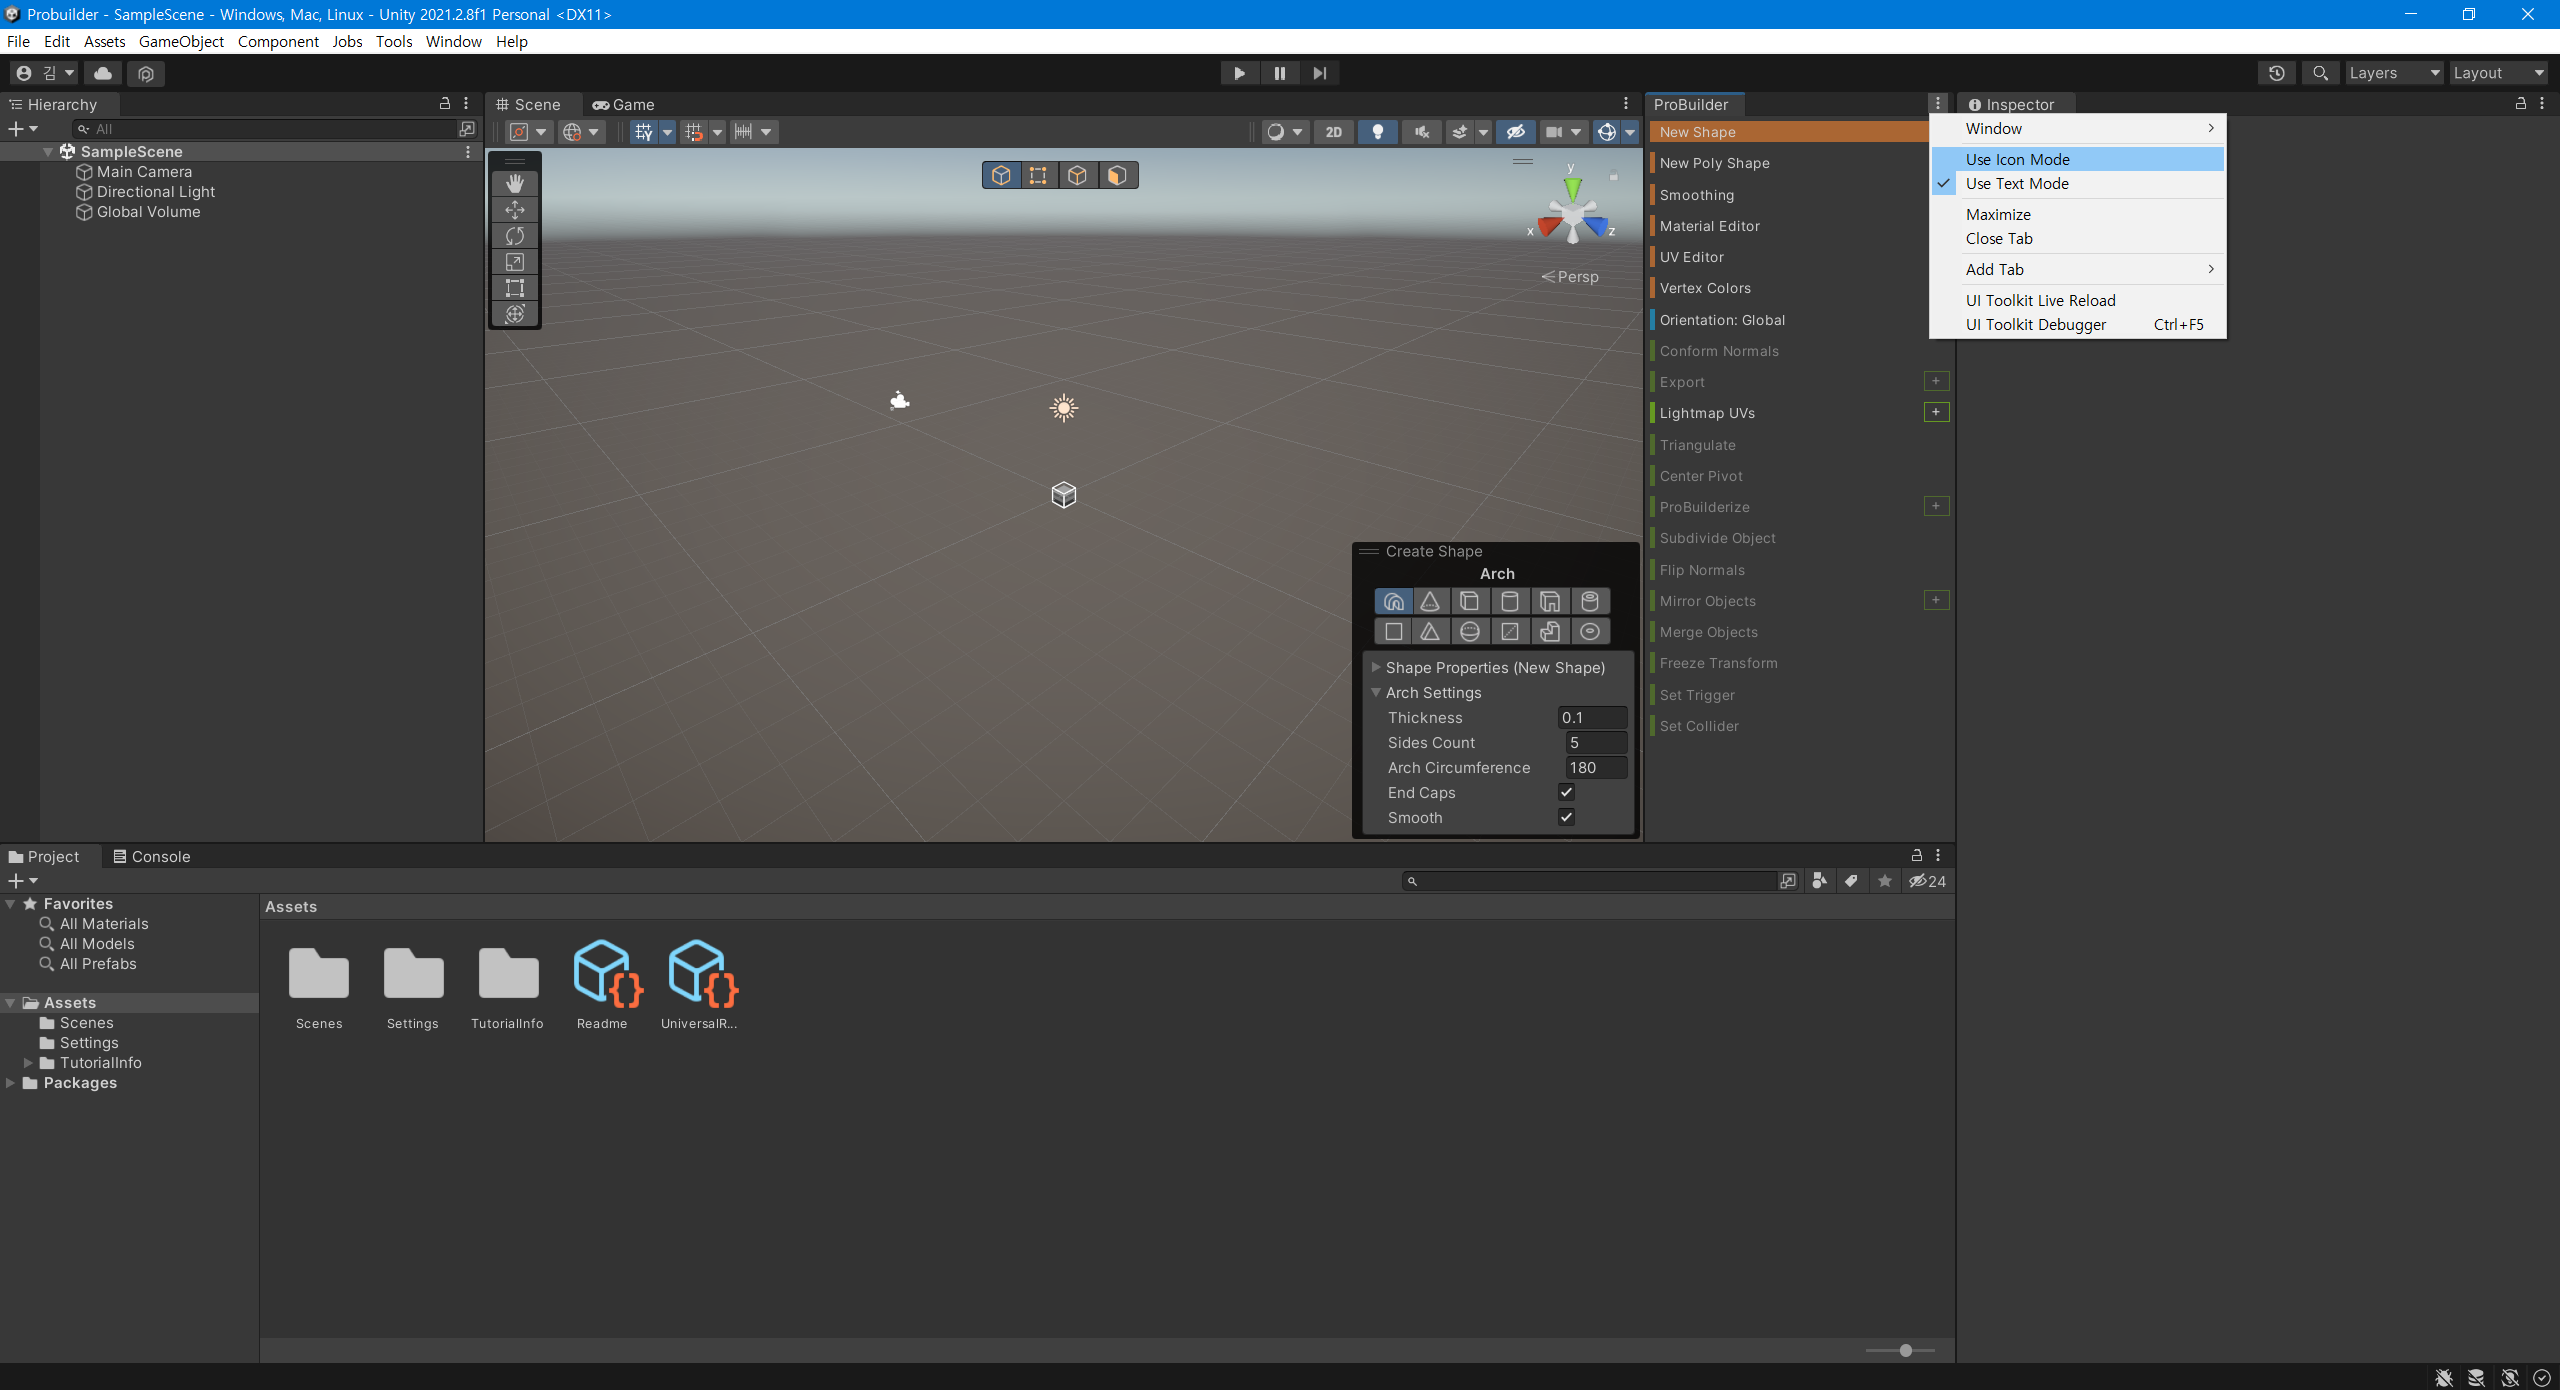 Probuilder - SampleScene - Windows, Mac, Linux - Unity 2021.2.8f1 Personal <DX11>
File Edit Assets GameObject Component Jobs Tools Window Help
김 Layers Layout
Hierarchy
All
SampleScene
Main Camera
Directional Light
Global Volume
Scene Game
2D
y
x z
Persp
Create Shape
Arch
Shape Properties (New Shape)
Arch Settings
Thickness 0.1
Sides Count 5
Arch Circumference 180
End Caps
Smooth
ProBuilder
New Shape
New Poly Shape
Smoothing
Material Editor
UV Editor
Vertex Colors
Orientation: Global
Conform Normals
Export +
Lightmap UVs +
Triangulate
Center Pivot
ProBuilderize +
Subdivide Object
Flip Normals
Mirror Objects +
Merge Objects
Freeze Transform
Set Trigger
Set Collider
Inspector
Window
Use Icon Mode
Use Text Mode
Maximize
Close Tab
Add Tab
UI Toolkit Live Reload
UI Toolkit Debugger Ctrl+F5
Project Console
24
Favorites
All Materials
All Models
All Prefabs
Assets
Scenes
Settings
TutorialInfo
Packages
Assets
Scenes Settings TutorialInfo Readme UniversalR...